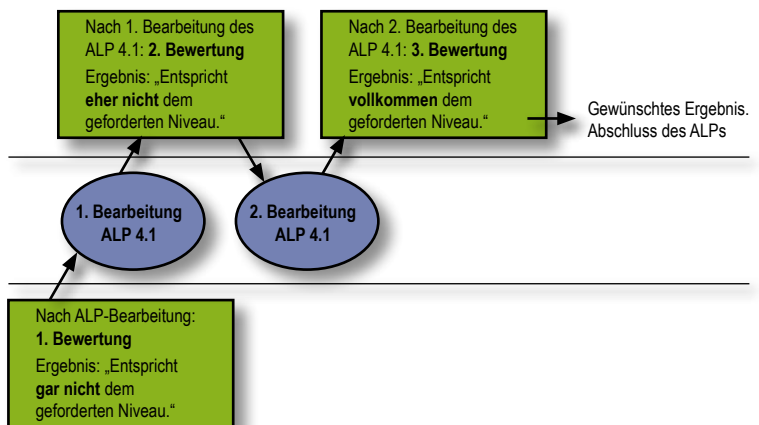 Nach 1. Bearbeitung des
ALP 4.1: 2. Bewertung
Ergebnis: „Entspricht
eher nicht dem
geforderten Niveau.“
Nach 2. Bearbeitung des
ALP 4.1: 3. Bewertung
Ergebnis: „Entspricht
vollkommen dem
geforderten Niveau.“
Gewünschtes Ergebnis.
Abschluss des ALPs
1. Bearbeitung
ALP 4.1
2. Bearbeitung
ALP 4.1
Nach ALP-Bearbeitung:
1. Bewertung
Ergebnis: „Entspricht
gar nicht dem
geforderten Niveau.“